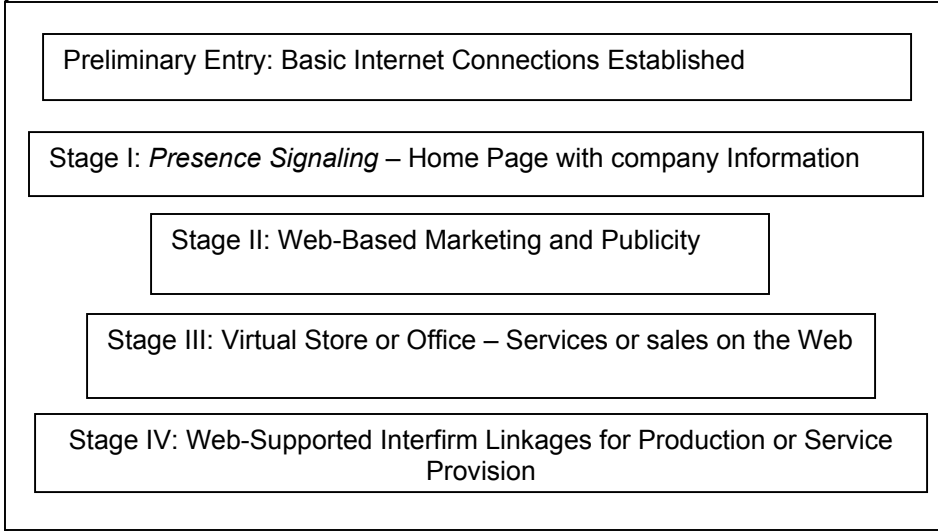 Preliminary Entry: Basic Internet Connections Established
Stage I: Presence Signaling – Home Page with company Information
Stage II: Web-Based Marketing and Publicity
Stage III: Virtual Store or Office – Services or sales on the Web
Stage IV: Web-Supported Interfirm Linkages for Production or Service
Provision